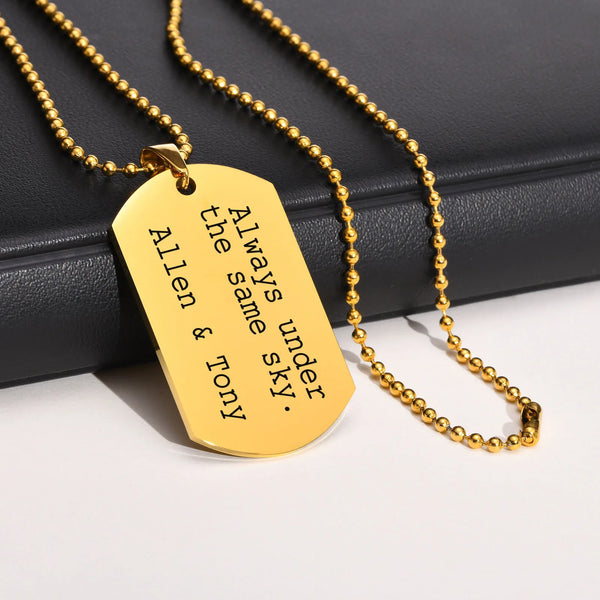 Always under
the same sky.
Allen & Tony